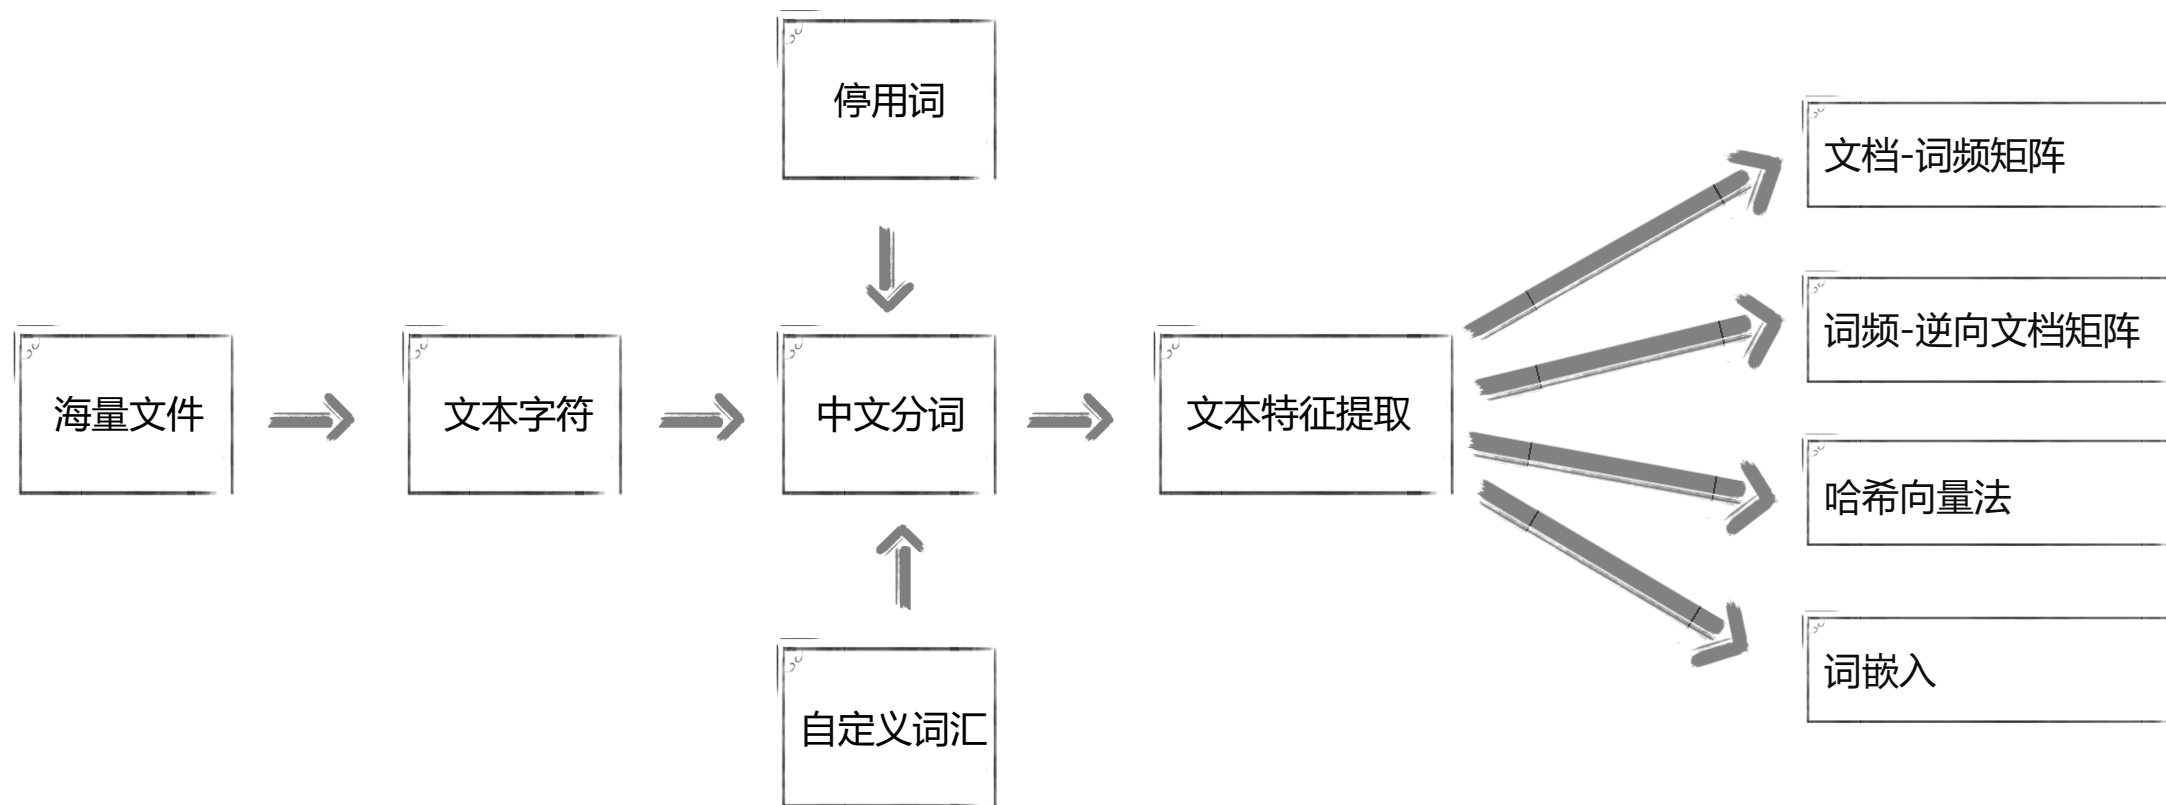 停用词
文档-词频矩阵
词频-逆向文档矩阵
海量文件
文本字符
中文分词
文本特征提取
哈希向量法
词嵌入
自定义词汇